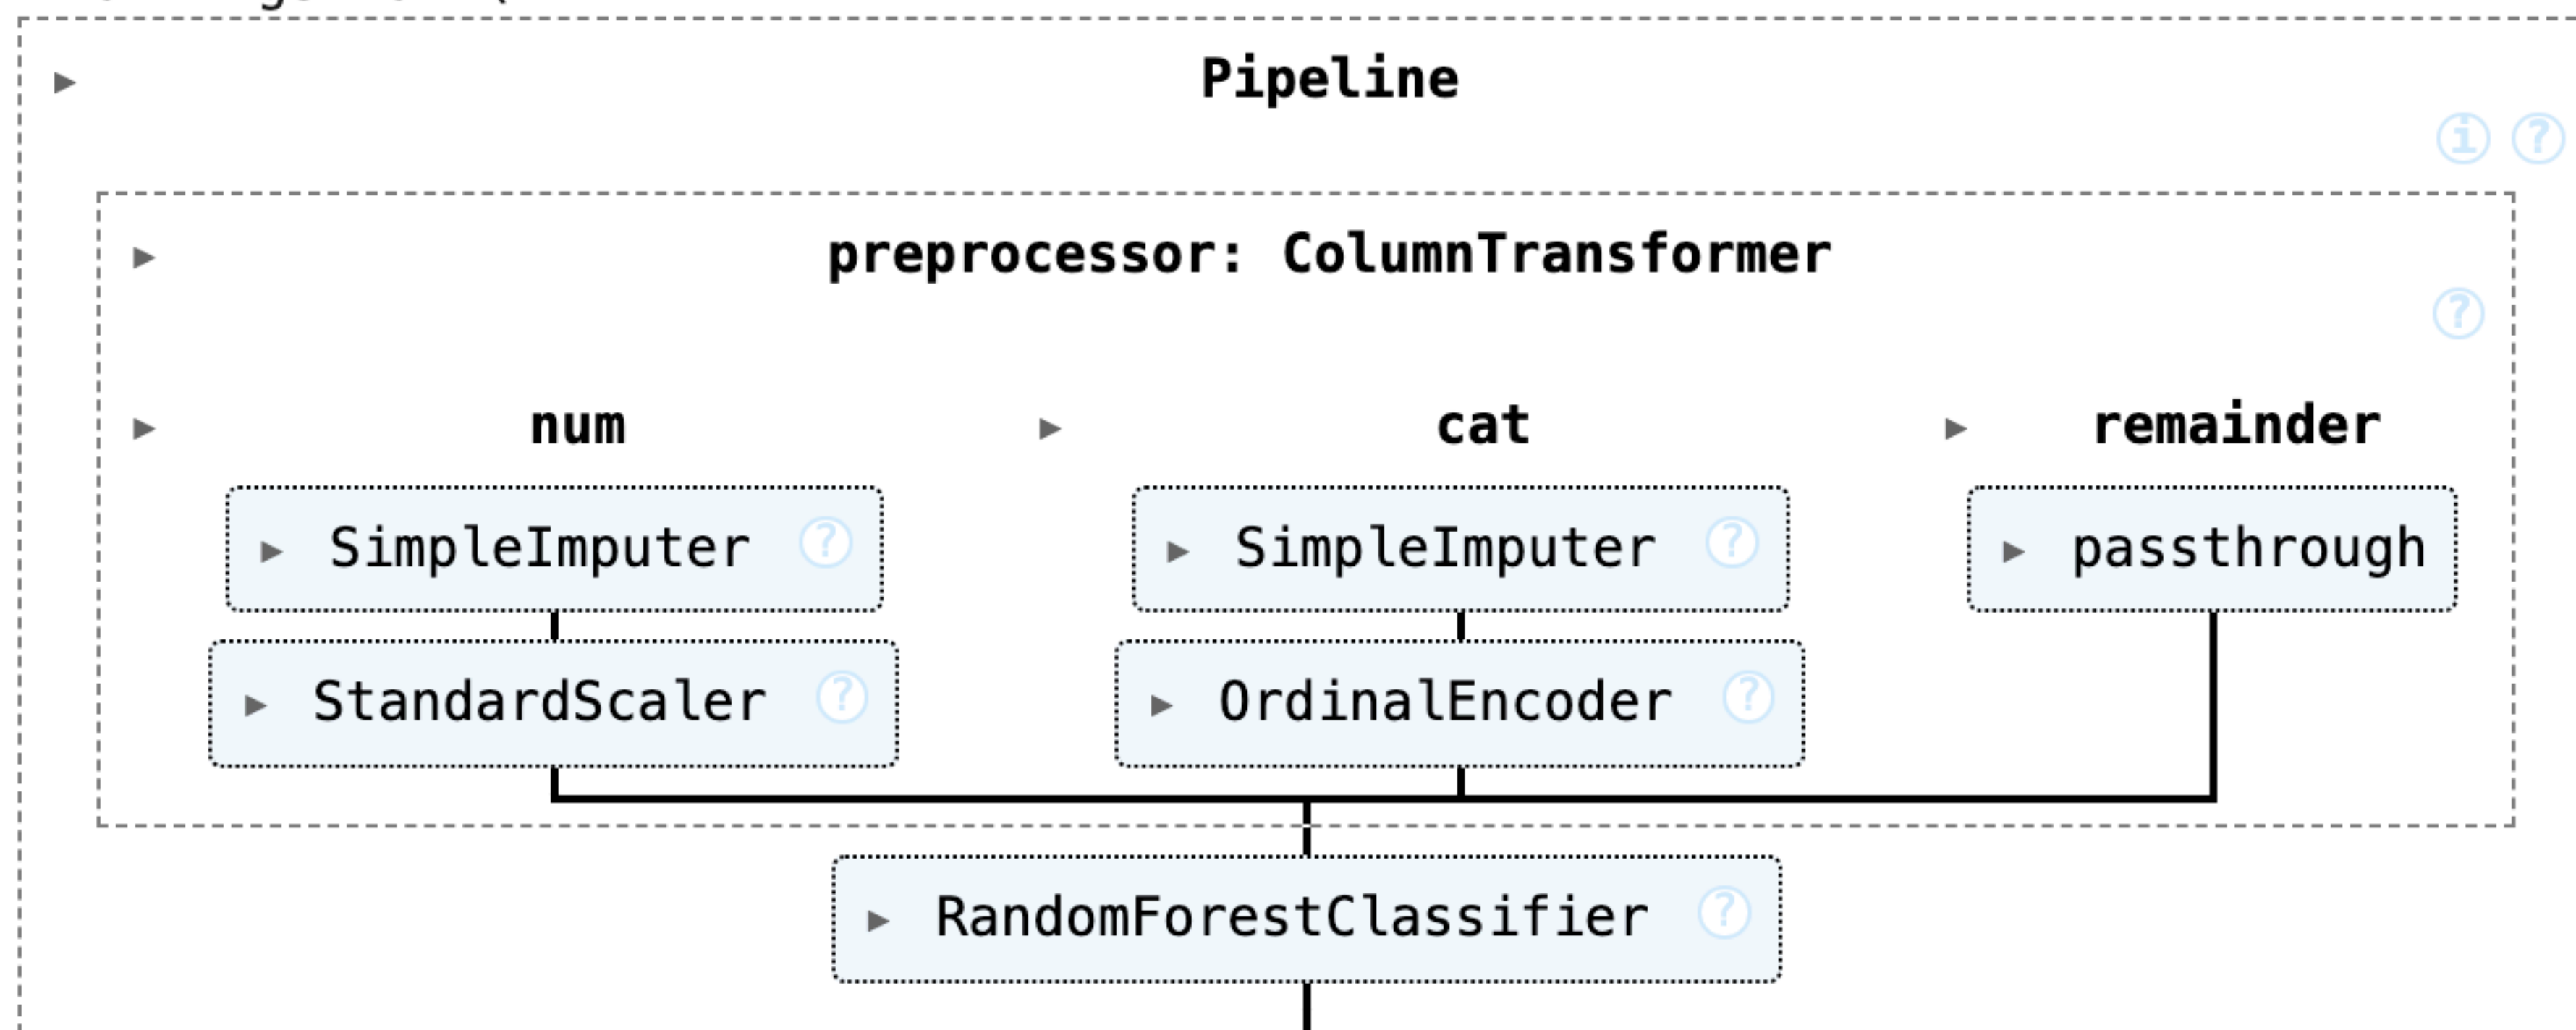 Pipeline
i ?
preprocessor: ColumnTransformer
?
num cat remainder
SimpleImputer ? SimpleImputer ? passthrough
StandardScaler ? OrdinalEncoder ?
RandomForestClassifier ?